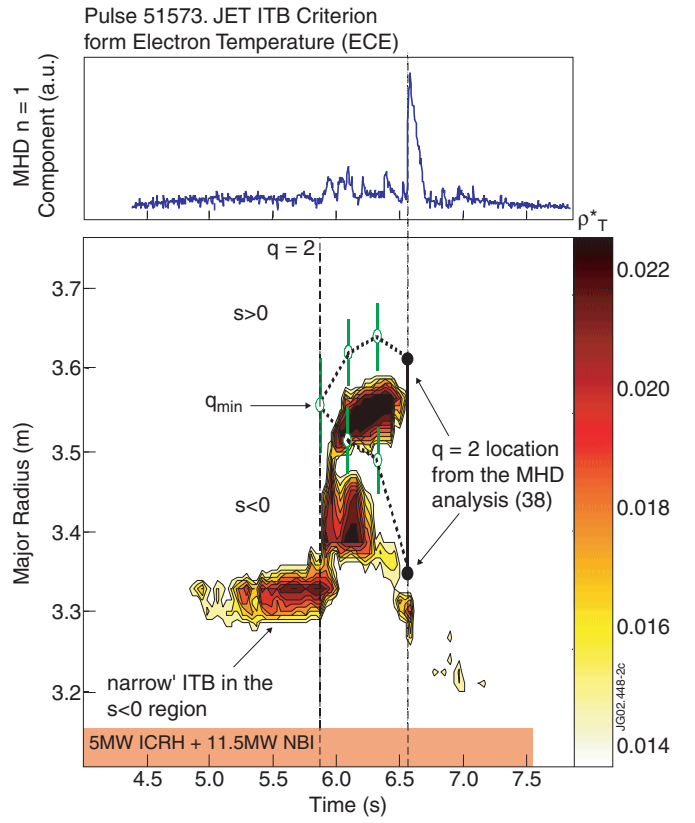 Pulse 51573. JET ITB Criterion
form Electron Temperature (ECE)
MHD n = 1
Component (a.u.)
ρ*T
q = 2
0.022
3.7
s>0
3.6
0.020
qmin
3.5
q = 2 location
from the MHD
analysis (38)
0.018
Major Radius (m)
s<0
3.4
3.3
0.016
narrow' ITB in the
s<0 region
3.2
JG02.448-2c
5MW ICRH + 11.5MW NBI
0.014
4.5 5.0 5.5 6.0 6.5 7.0 7.5
Time (s)